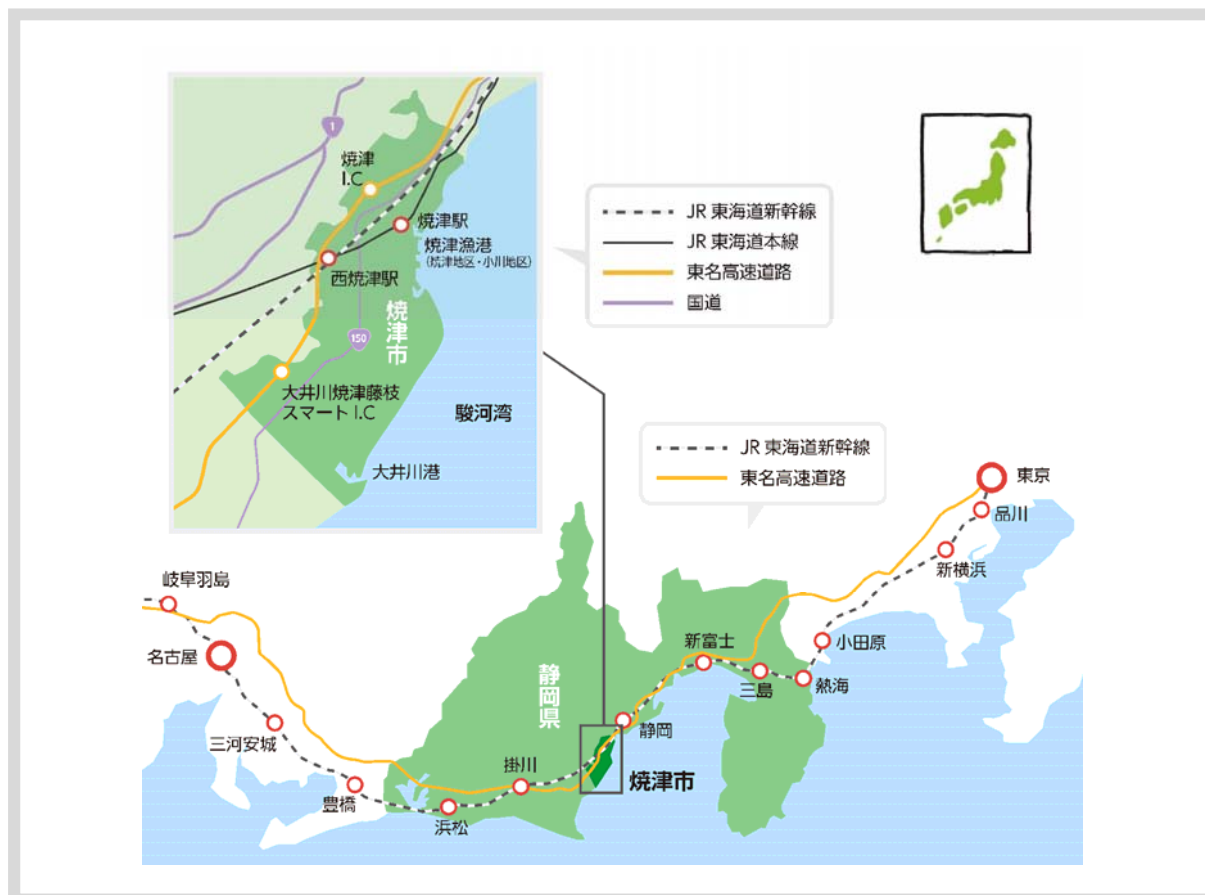 1
焼津
I.C
焼津駅
焼津漁港
(焼津地区・小川地区)
西焼津駅
焼津市
150
大井川焼津藤枝
スマート I.C
駿河湾
大井川港
JR 東海道新幹線
JR 東海道本線
東名高速道路
国道
JR 東海道新幹線
東名高速道路
東京
品川
新横浜
小田原
熱海
三島
新富士
静岡
静岡県
焼津市
掛川
浜松
豊橋
三河安城
名古屋
岐阜羽島